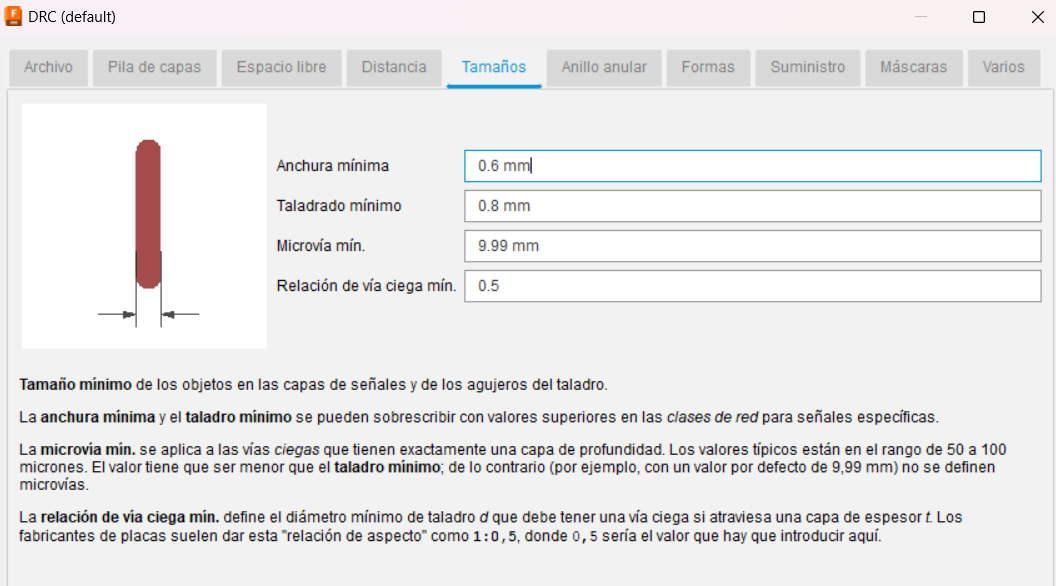 DRC (default)
Archivo Pila de capas Espacio libre Distancia Tamaños Anillo anular Formas Suministro Máscaras Varios
Anchura mínima 0.6 mm
Taladrado mínimo 0.8 mm
Microvía mín. 9.99 mm
Relación de vía ciega mín. 0.5
Tamaño mínimo de los objetos en las capas de señales y de los agujeros del taladro.
La anchura mínima y el taladro mínimo se pueden sobrescribir con valores superiores en las clases de red para señales específicas.
La microvía mín. se aplica a las vías ciegas que tienen exactamente una capa de profundidad. Los valores típicos están en el rango de 50 a 100
micrones. El valor tiene que ser menor que el taladro mínimo; de lo contrario (por ejemplo, con un valor por defecto de 9,99 mm) no se definen
microvías.
La relación de vía ciega mín. define el diámetro mínimo de taladro d que debe tener una vía ciega si atraviesa una capa de espesor t. Los
fabricantes de placas suelen dar esta "relación de aspecto" como 1:0,5, donde 0,5 sería el valor que hay que introducir aquí.